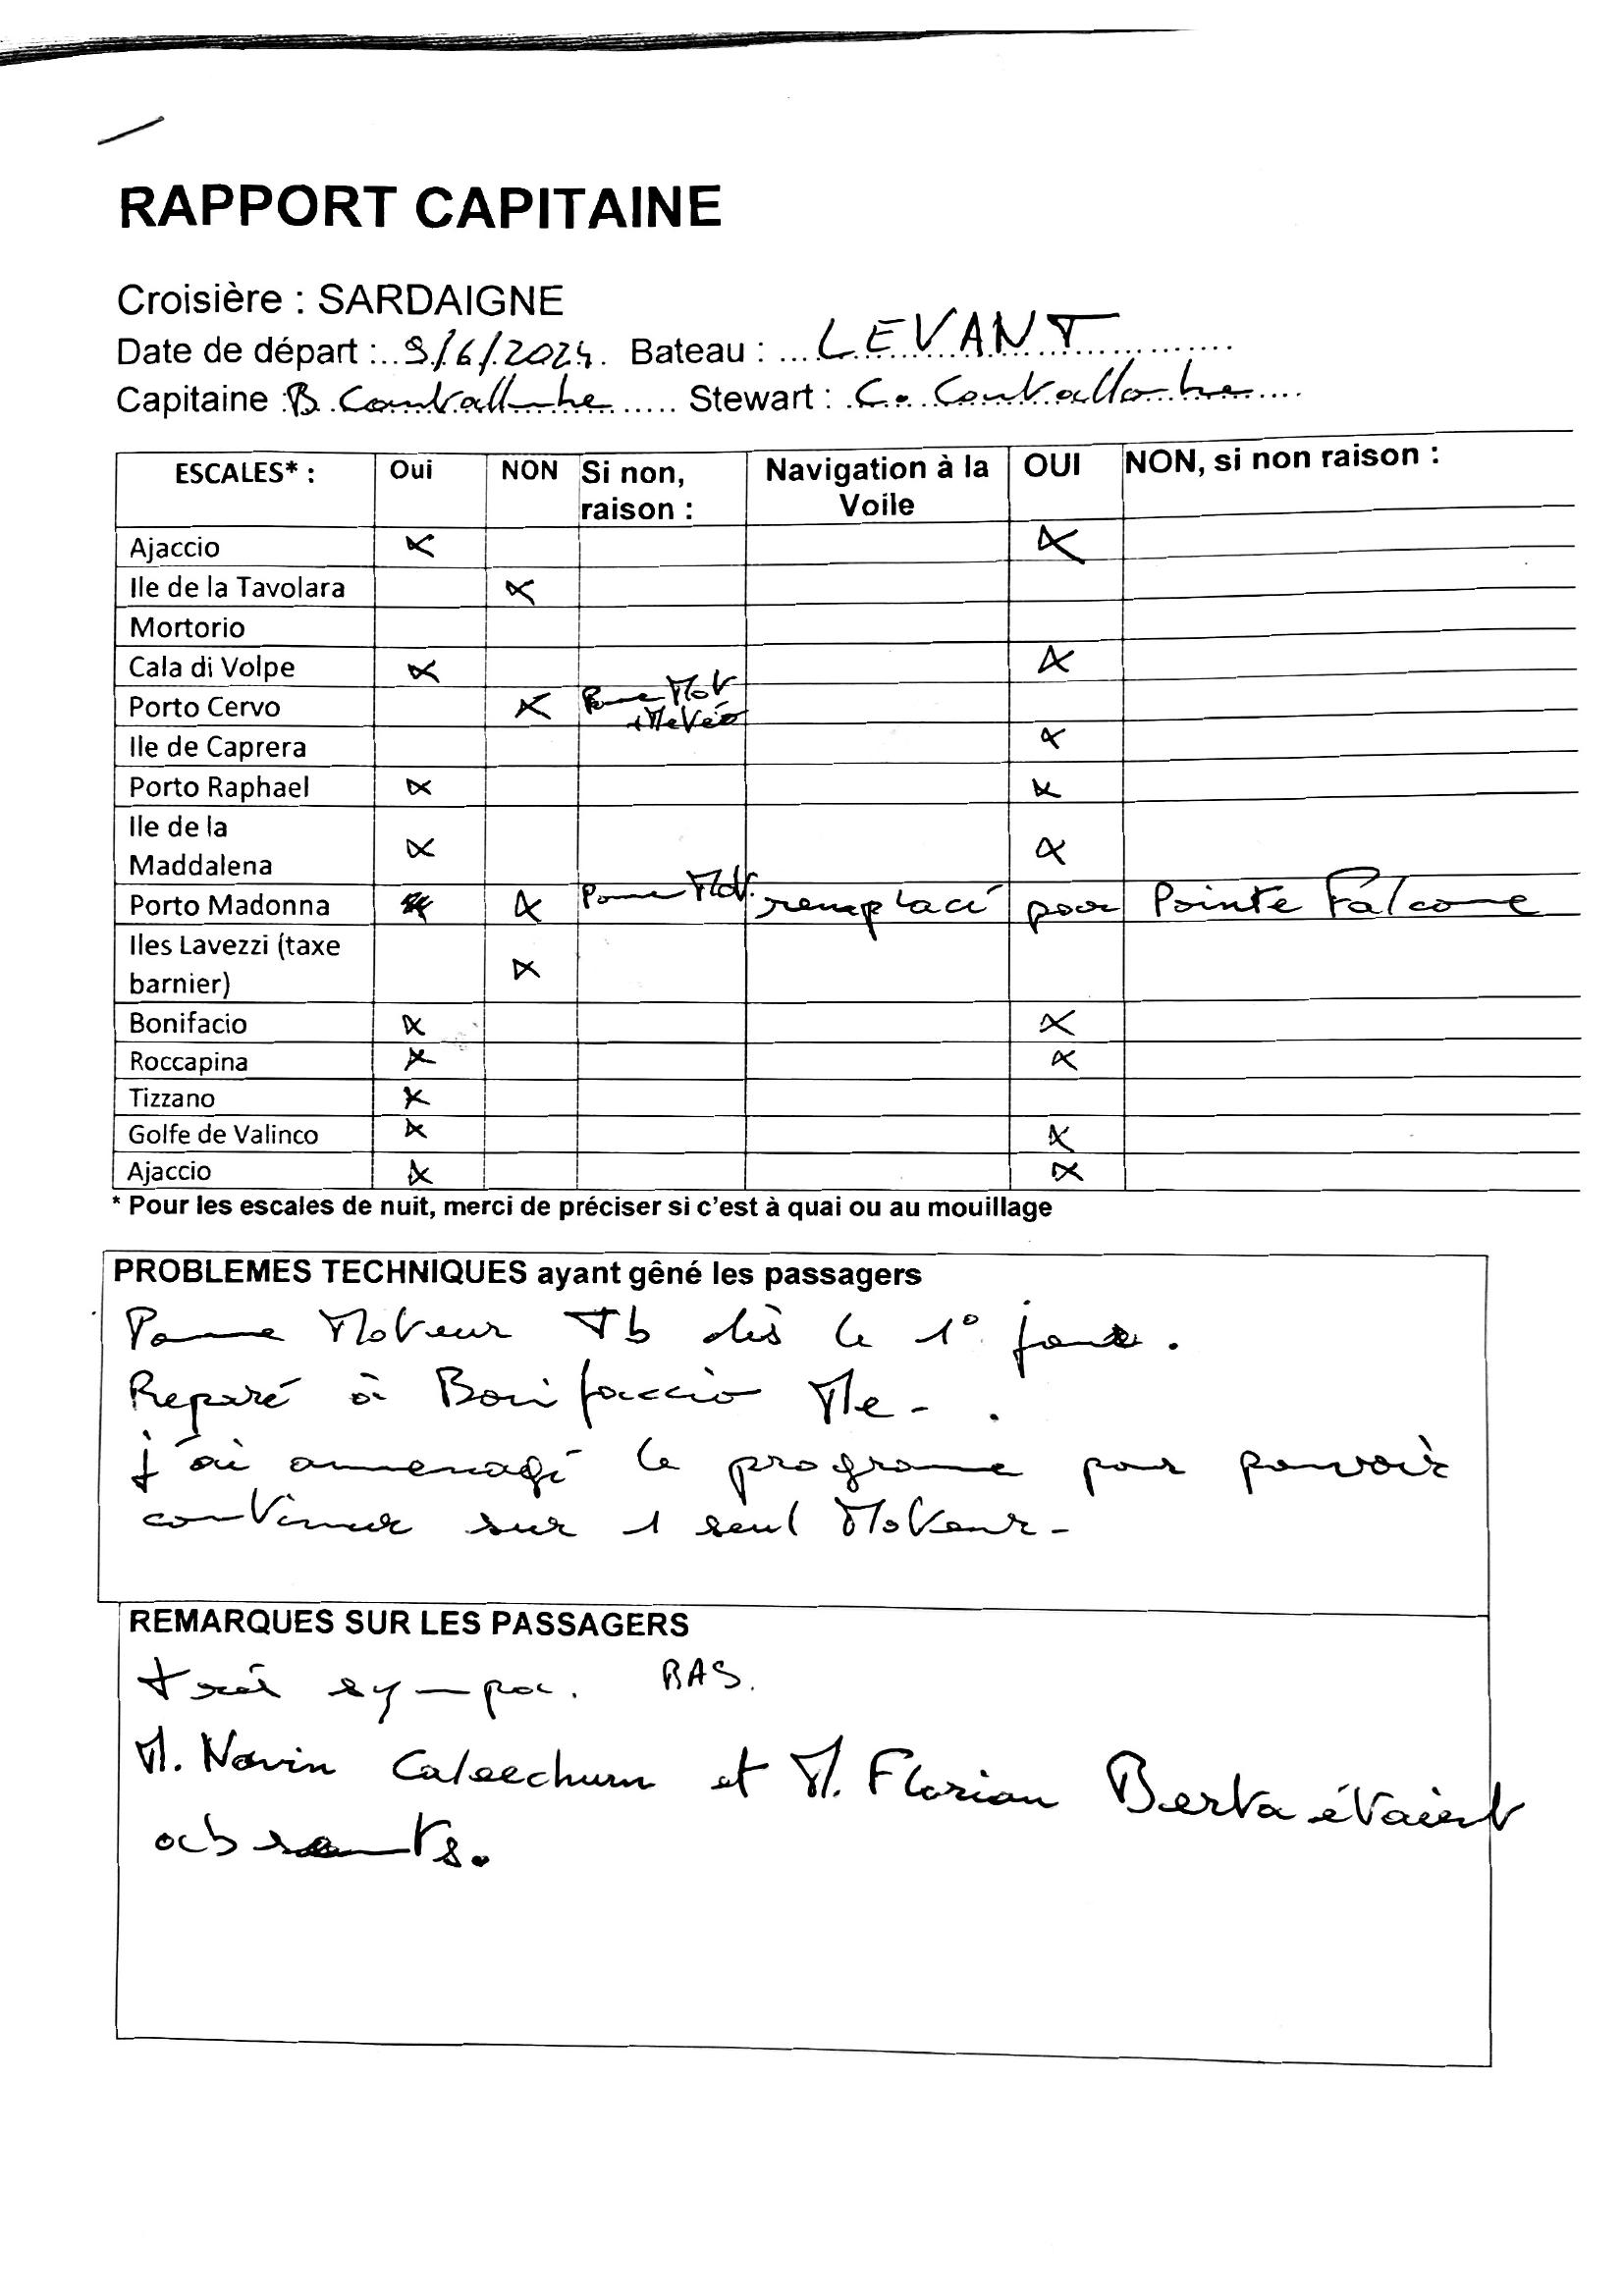 RAPPORT CAPITAINE
Croisière : SARDAIGNE
Date de départ : 9/6/2024. Bateau : LEVANT
Capitaine : B. Contrallanhe Stewart : C. Contrallanhe
ESCALES* : Oui NON Si non, raison : Navigation à la Voile OUI NON, si non raison :
Ajaccio x x
Ile de la Tavolara x
Mortorio
Cala di Volpe x x
Porto Cervo x Panne Mot + Météo
Ile de Caprera x
Porto Raphael x x
Ile de la Maddalena x x
Porto Madonna x Panne Mot. remplacé pour Pointe Falcone
Iles Lavezzi (taxe barnier) x
Bonifacio x x
Roccapina x x
Tizzano x
Golfe de Valinco x x
Ajaccio x x
* Pour les escales de nuit, merci de préciser si c'est à quai ou au mouillage
PROBLEMES TECHNIQUES ayant gêné les passagers
Panne Moteur Tb dès le 1° jour.
Reparé à Bonifaccio Me-.
j'ai amenagé le programe pour pouvoir
continuer sur 1 seul Moteur-
REMARQUES SUR LES PASSAGERS
très sympa. RAS.
M. Navin Caleechurn et M. Florian Berta étaient
absents.